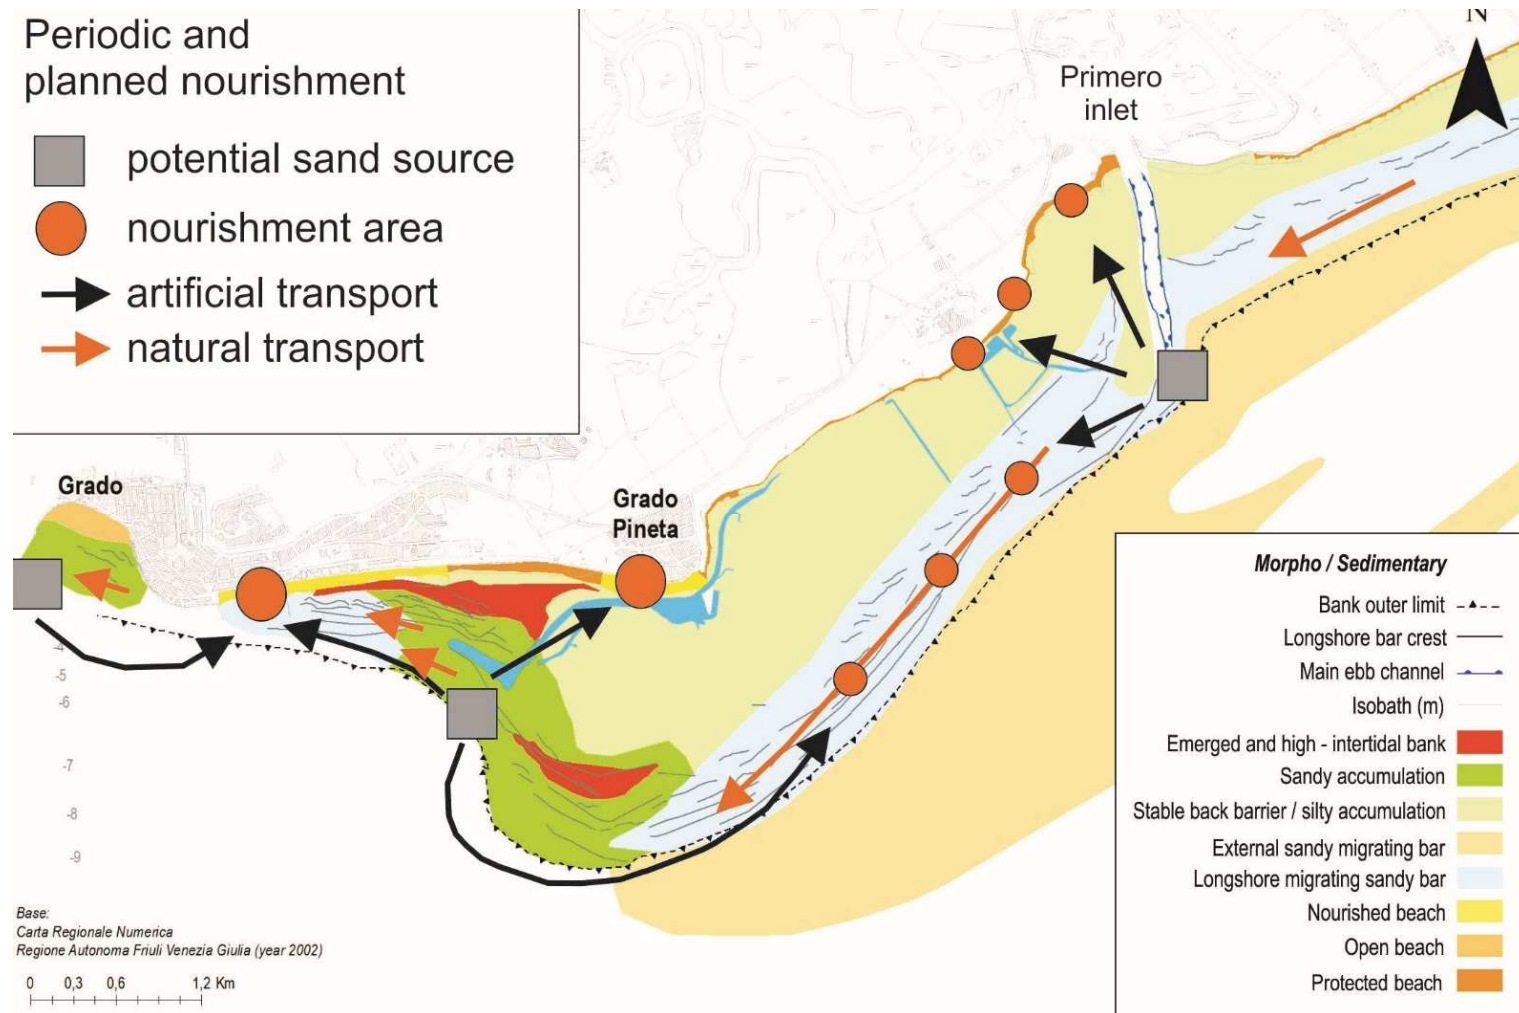 Periodic and
planned nourishment
potential sand source
nourishment area
artificial transport
natural transport
N
Primero
inlet
Grado
Grado
Pineta
-4
-5
-6
-7
-8
-9
Morpho / Sedimentary
Bank outer limit
Longshore bar crest
Main ebb channel
Isobath (m)
Emerged and high - intertidal bank
Sandy accumulation
Stable back barrier / silty accumulation
External sandy migrating bar
Longshore migrating sandy bar
Nourished beach
Open beach
Protected beach
Base:
Carta Regionale Numerica
Regione Autonoma Friuli Venezia Giulia (year 2002)
0 0,3 0,6 1,2 Km